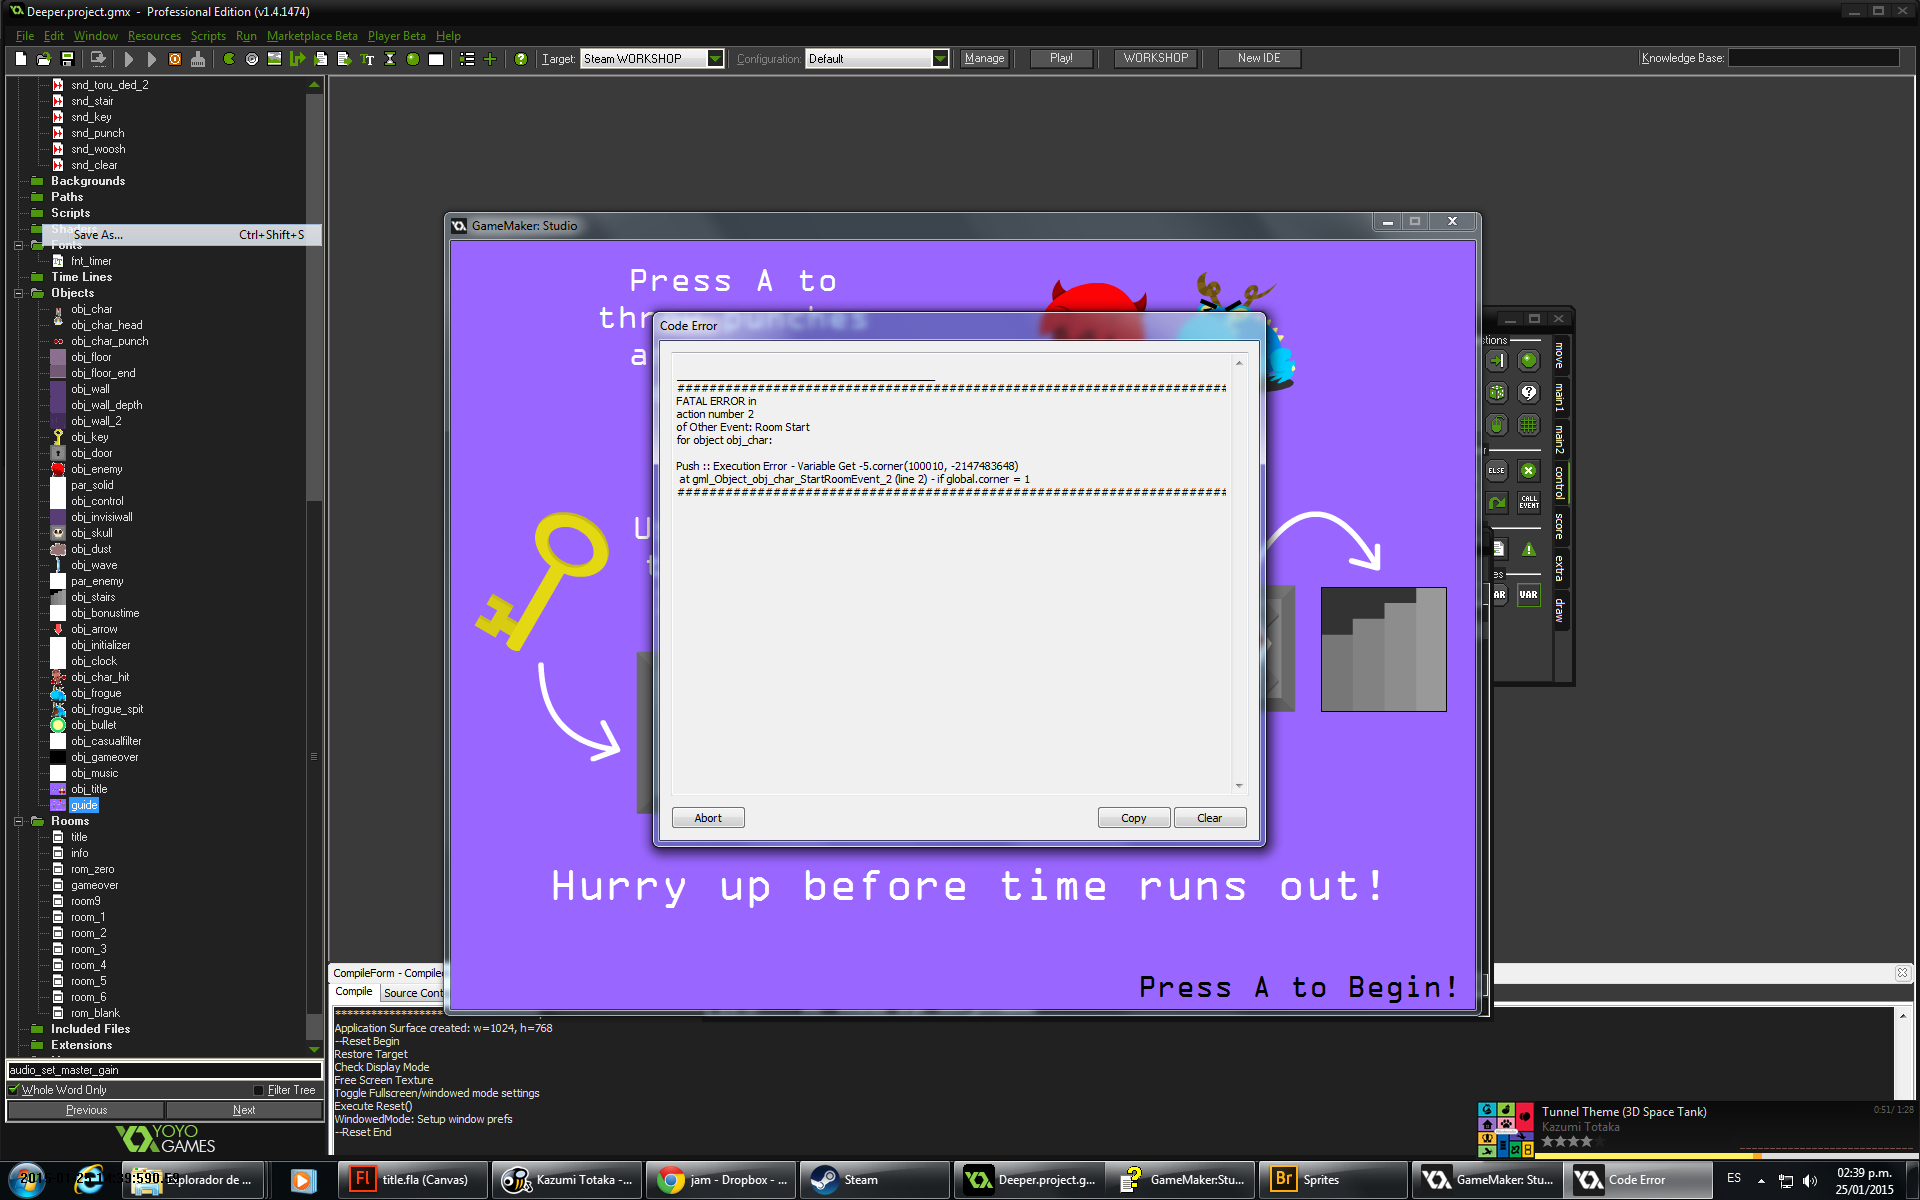 Deeper.project.gmx - Professional Edition (v1.4.1474)
File Edit Window Resources Scripts Run Marketplace Beta Player Beta Help
Target: Steam WORKSHOP Configuration: Default Manage Play! WORKSHOP New IDE Knowledge Base:
snd_toru_ded_2
snd_stair
snd_key
snd_punch
snd_woosh
snd_clear
Backgrounds
Paths
Scripts
Shaders
Save As... Ctrl+Shift+S
Fonts
fnt_timer
Time Lines
Objects
obj_char
obj_char_head
obj_char_punch
obj_floor
obj_floor_end
obj_wall
obj_wall_depth
obj_wall_2
obj_key
obj_door
obj_enemy
par_solid
obj_control
obj_invisiwall
obj_skull
obj_dust
obj_wave
par_enemy
obj_stairs
obj_bonustime
obj_arrow
obj_initializer
obj_clock
obj_char_hit
obj_frogue
obj_frogue_spit
obj_bullet
obj_casualfilter
obj_gameover
obj_music
obj_title
guide
Rooms
title
info
rom_zero
gameover
room9
room_1
room_2
room_3
room_4
room_5
room_6
rom_blank
Included Files
Extensions
audio_set_master_gain
Whole Word Only Filter Tree
Previous Next
YOYO
GAMES
GameMaker: Studio
Press A to
punches
a
Code Error
################################################################
FATAL ERROR in
action number 2
of Other Event: Room Start
for object obj_char:
Push :: Execution Error - Variable Get -5.corner(100010, -2147483648)
at gml_Object_obj_char_StartRoomEvent_2 (line 2) - if global.corner = 1
################################################################
Abort Copy Clear
Hurry up before time runs out!
Press A to Begin!
move
main1
main2
control
score
extra
draw
ELSE
CALL
EVENT
VAR
CompileForm - Compile
Compile Source Cont
Application Surface created: w=1024, h=768
--Reset Begin
Restore Target
Check Display Mode
Free Screen Texture
Toggle Fullscreen/windowed mode settings
Execute Reset()
WindowedMode: Setup window prefs
--Reset End
Tunnel Theme (3D Space Tank) 0:51/ 1:28
Kazumi Totaka
Explorador de ...
Fl title.fla (Canvas)
Kazumi Totaka -...
jam - Dropbox - ...
Steam
Deeper.project.g...
GameMaker:Stu...
Br Sprites
GameMaker: Stu...
Code Error
ES
02:39 p.m.
25/01/2015